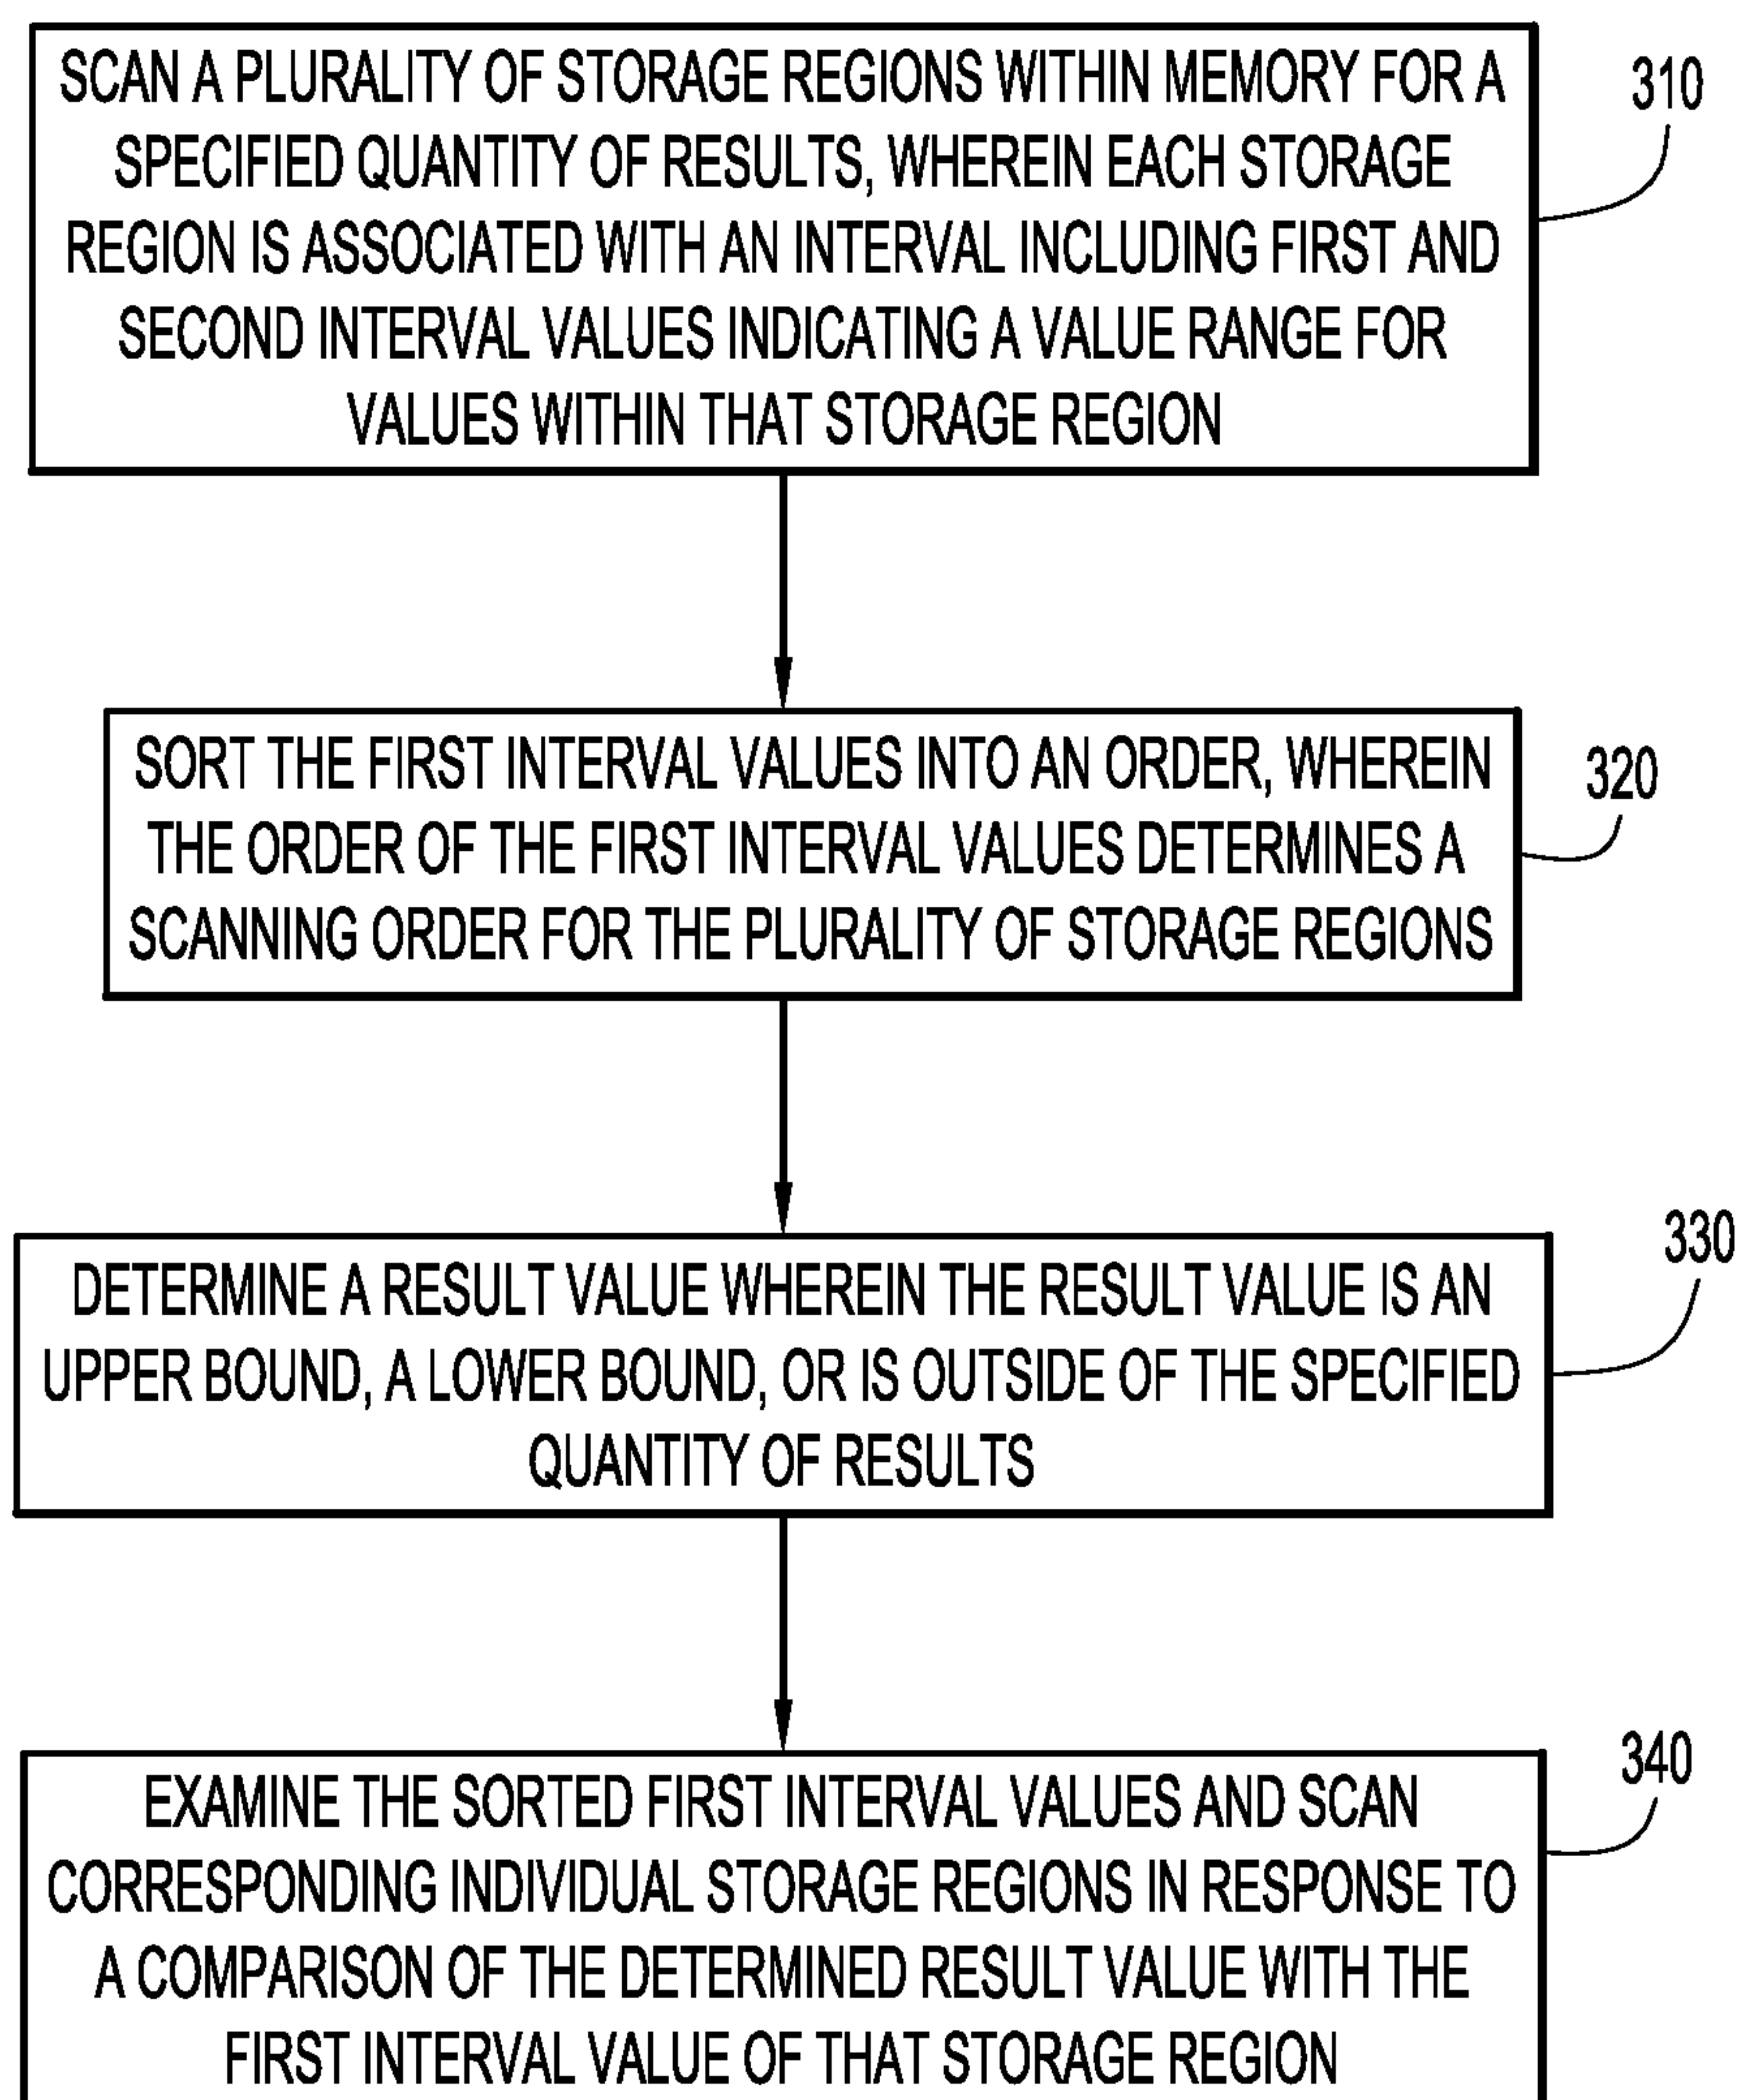 SCAN A PLURALITY OF STORAGE REGIONS WITHIN MEMORY FOR A
SPECIFIED QUANTITY OF RESULTS, WHEREIN EACH STORAGE
REGION IS ASSOCIATED WITH AN INTERVAL INCLUDING FIRST AND
SECOND INTERVAL VALUES INDICATING A VALUE RANGE FOR
VALUES WITHIN THAT STORAGE REGION
310
SORT THE FIRST INTERVAL VALUES INTO AN ORDER, WHEREIN
THE ORDER OF THE FIRST INTERVAL VALUES DETERMINES A
SCANNING ORDER FOR THE PLURALITY OF STORAGE REGIONS
320
DETERMINE A RESULT VALUE WHEREIN THE RESULT VALUE IS AN
UPPER BOUND, A LOWER BOUND, OR IS OUTSIDE OF THE SPECIFIED
QUANTITY OF RESULTS
330
EXAMINE THE SORTED FIRST INTERVAL VALUES AND SCAN
CORRESPONDING INDIVIDUAL STORAGE REGIONS IN RESPONSE TO
A COMPARISON OF THE DETERMINED RESULT VALUE WITH THE
FIRST INTERVAL VALUE OF THAT STORAGE REGION
340